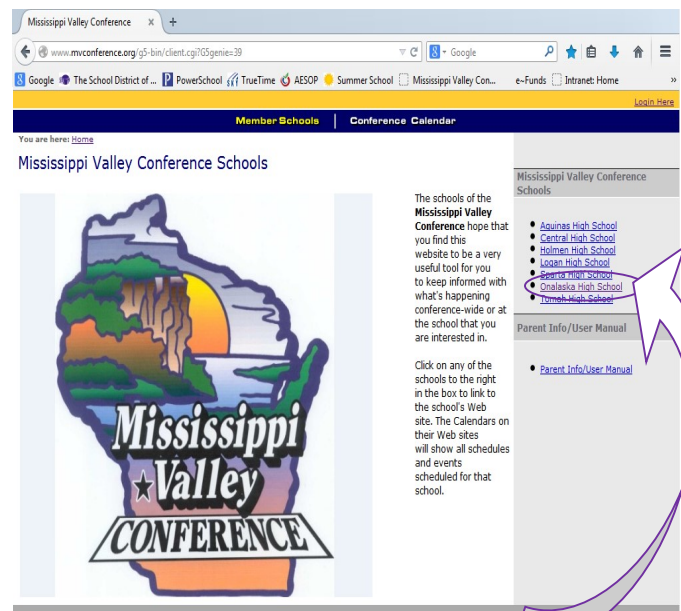 Mississippi Valley Conference x +
www.mvconference.org/g5-bin/client.cgi?G5genie=39
8 Google
Google The School District of ... PowerSchool TrueTime AESOP Summer School Mississippi Valley Con... e~Funds Intranet: Home »
Login Here
Member Schools | Conference Calendar
You are here: Home
Mississippi Valley Conference Schools
Mississippi
Valley
CONFERENCE
The schools of the
Mississippi Valley
Conference hope that
you find this
website to be a very
useful tool for you
to keep informed with
what's happening
conference-wide or at
the school that you
are interested in.
Click on any of the
schools to the right
in the box to link to
the school's Web
site. The Calendars on
their Web sites
will show all schedules
and events
scheduled for that
school.
Mississippi Valley Conference
Schools
Aquinas High School
Central High School
Holmen High School
Logan High School
Sparta High School
Onalaska High School
Tomah High School
Parent Info/User Manual
Parent Info/User Manual